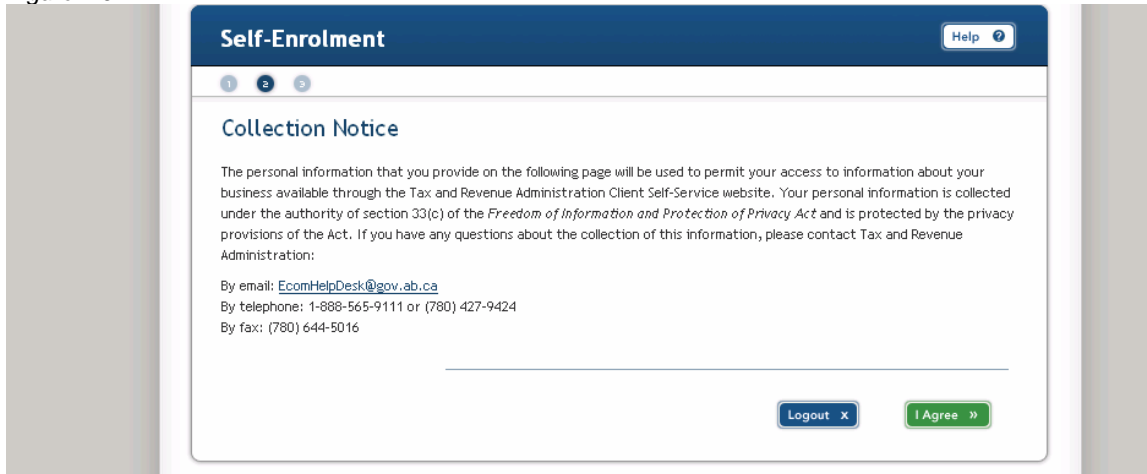 Self-Enrolment
Help ?
1 2 3
Collection Notice
The personal information that you provide on the following page will be used to permit your access to information about your
business available through the Tax and Revenue Administration Client Self-Service website. Your personal information is collected
under the authority of section 33(c) of the Freedom of Information and Protection of Privacy Act and is protected by the privacy
provisions of the Act. If you have any questions about the collection of this information, please contact Tax and Revenue
Administration:
By email: EcomHelpDesk@gov.ab.ca
By telephone: 1-888-565-9111 or (780) 427-9424
By fax: (780) 644-5016
Logout x
I Agree »